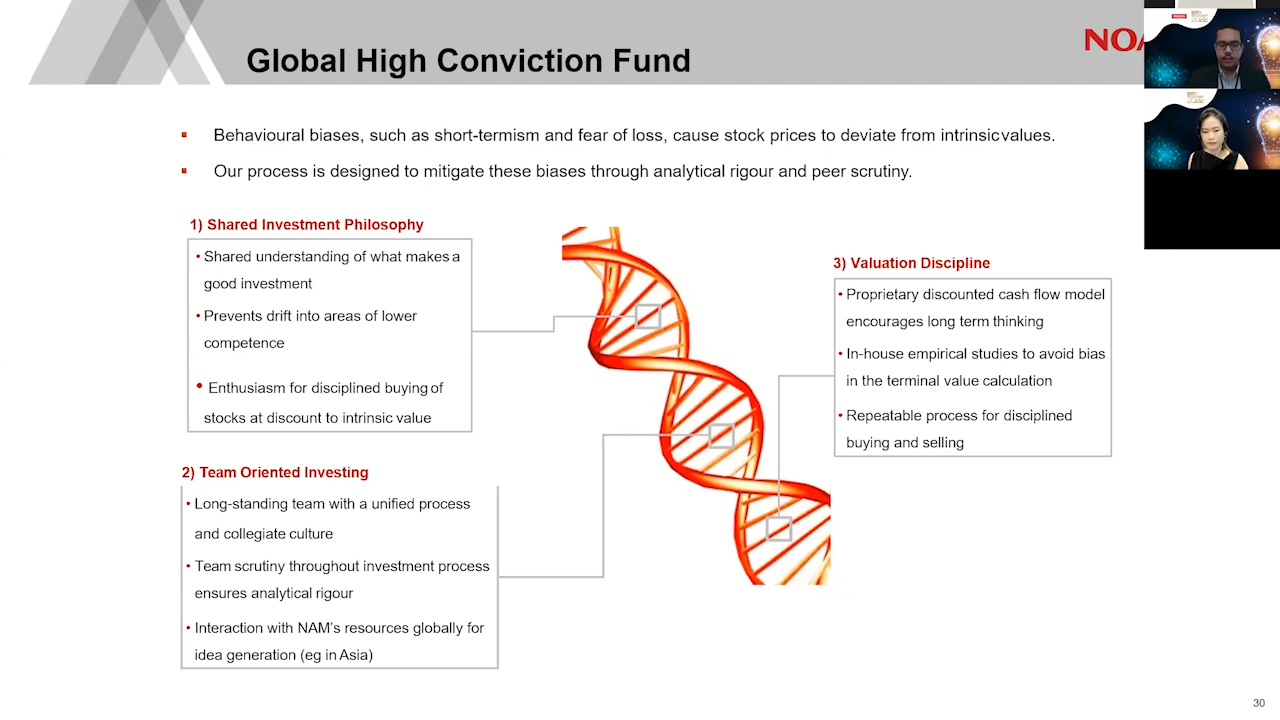 Global High Conviction Fund
Behavioural biases, such as short-termism and fear of loss, cause stock prices to deviate from intrinsicvalues.
Our process is designed to mitigate these biases through analytical rigour and peer scrutiny.
1) Shared Investment Philosophy
• Shared understanding of what makes a
good investment
• Prevents drift into areas of lower
competence
• Enthusiasm for disciplined buying of
stocks at discount to intrinsic value
2) Team Oriented Investing
• Long-standing team with a unified process
and collegiate culture
• Team scrutiny throughout investment process
ensures analytical rigour
• Interaction with NAM's resources globally for
idea generation (eg in Asia)
3) Valuation Discipline
• Proprietary discounted cash flow model
encourages long term thinking
• In-house empirical studies to avoid bias
in the terminal value calculation
• Repeatable process for disciplined
buying and selling
30